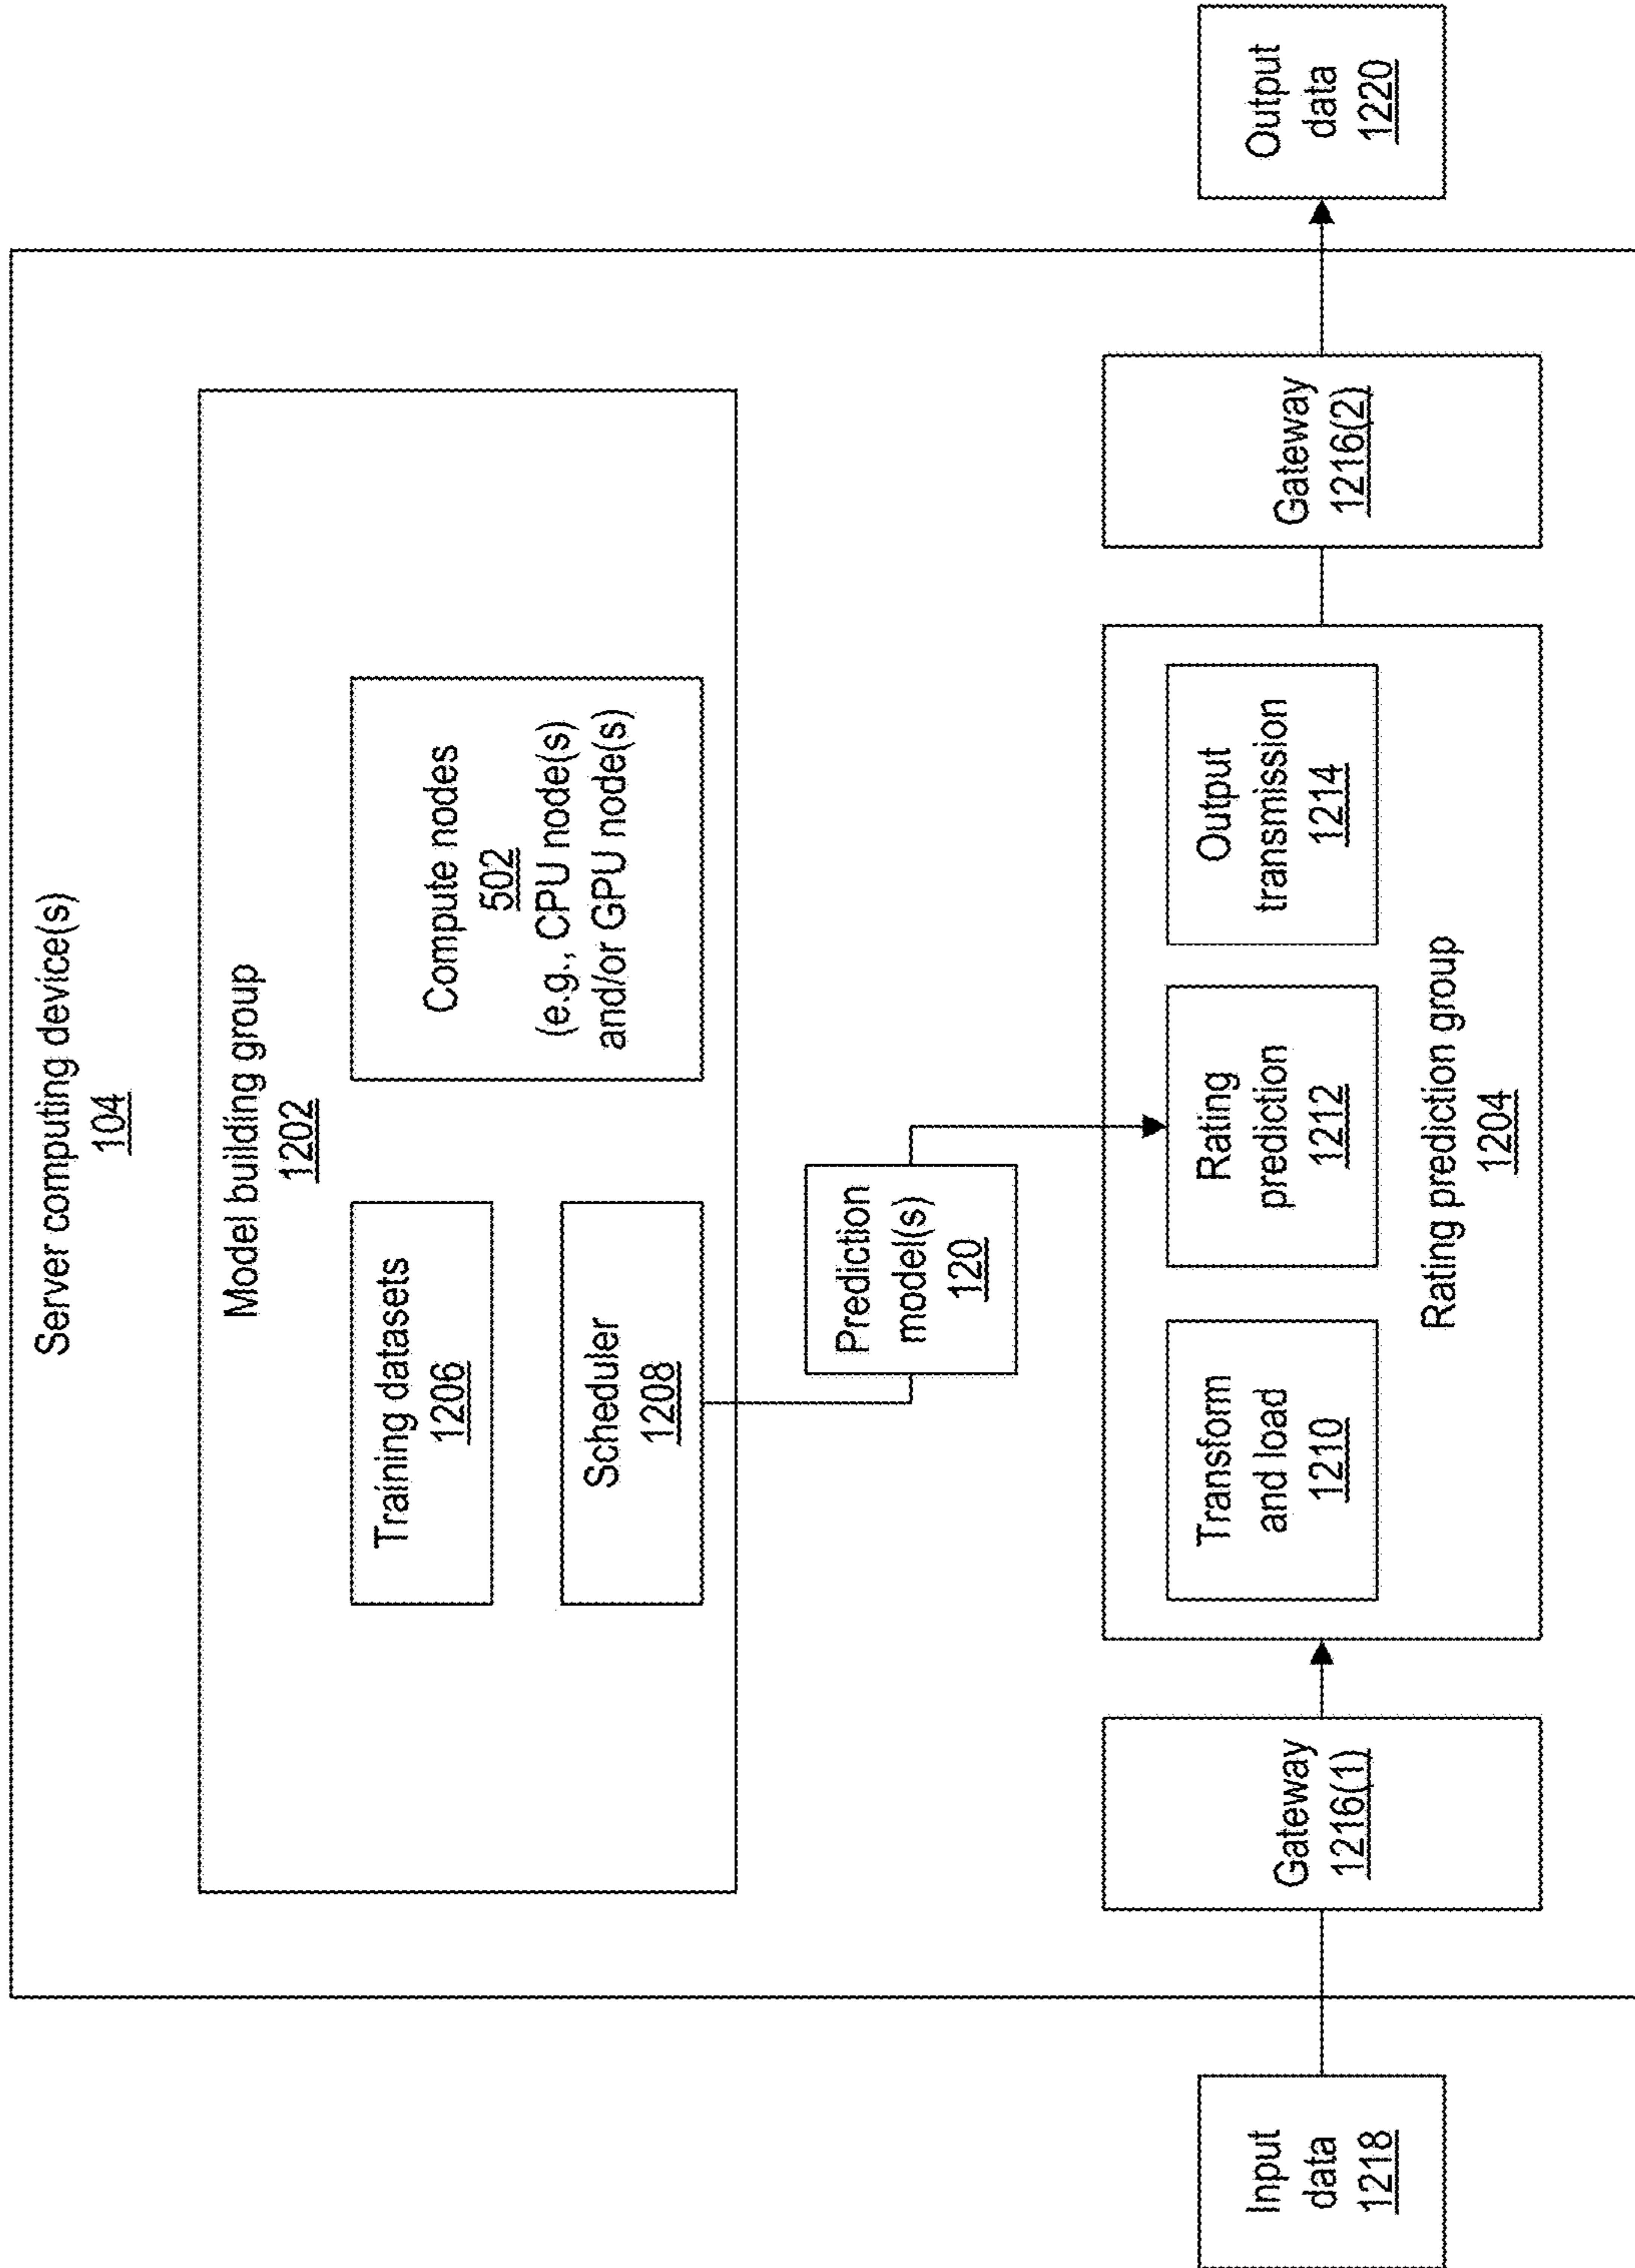 Server computing device(s)
104
Model building group
1202
Training datasets
1206
Scheduler
1208
Compute nodes
502
(e.g., CPU node(s)
and/or GPU node(s)
Prediction
model(s)
120
Input
data
1218
Gateway
1216(1)
Transform
and load
1210
Rating
prediction
1212
Output
transmission
1214
Rating prediction group
1204
Gateway
1216(2)
Output
data
1220